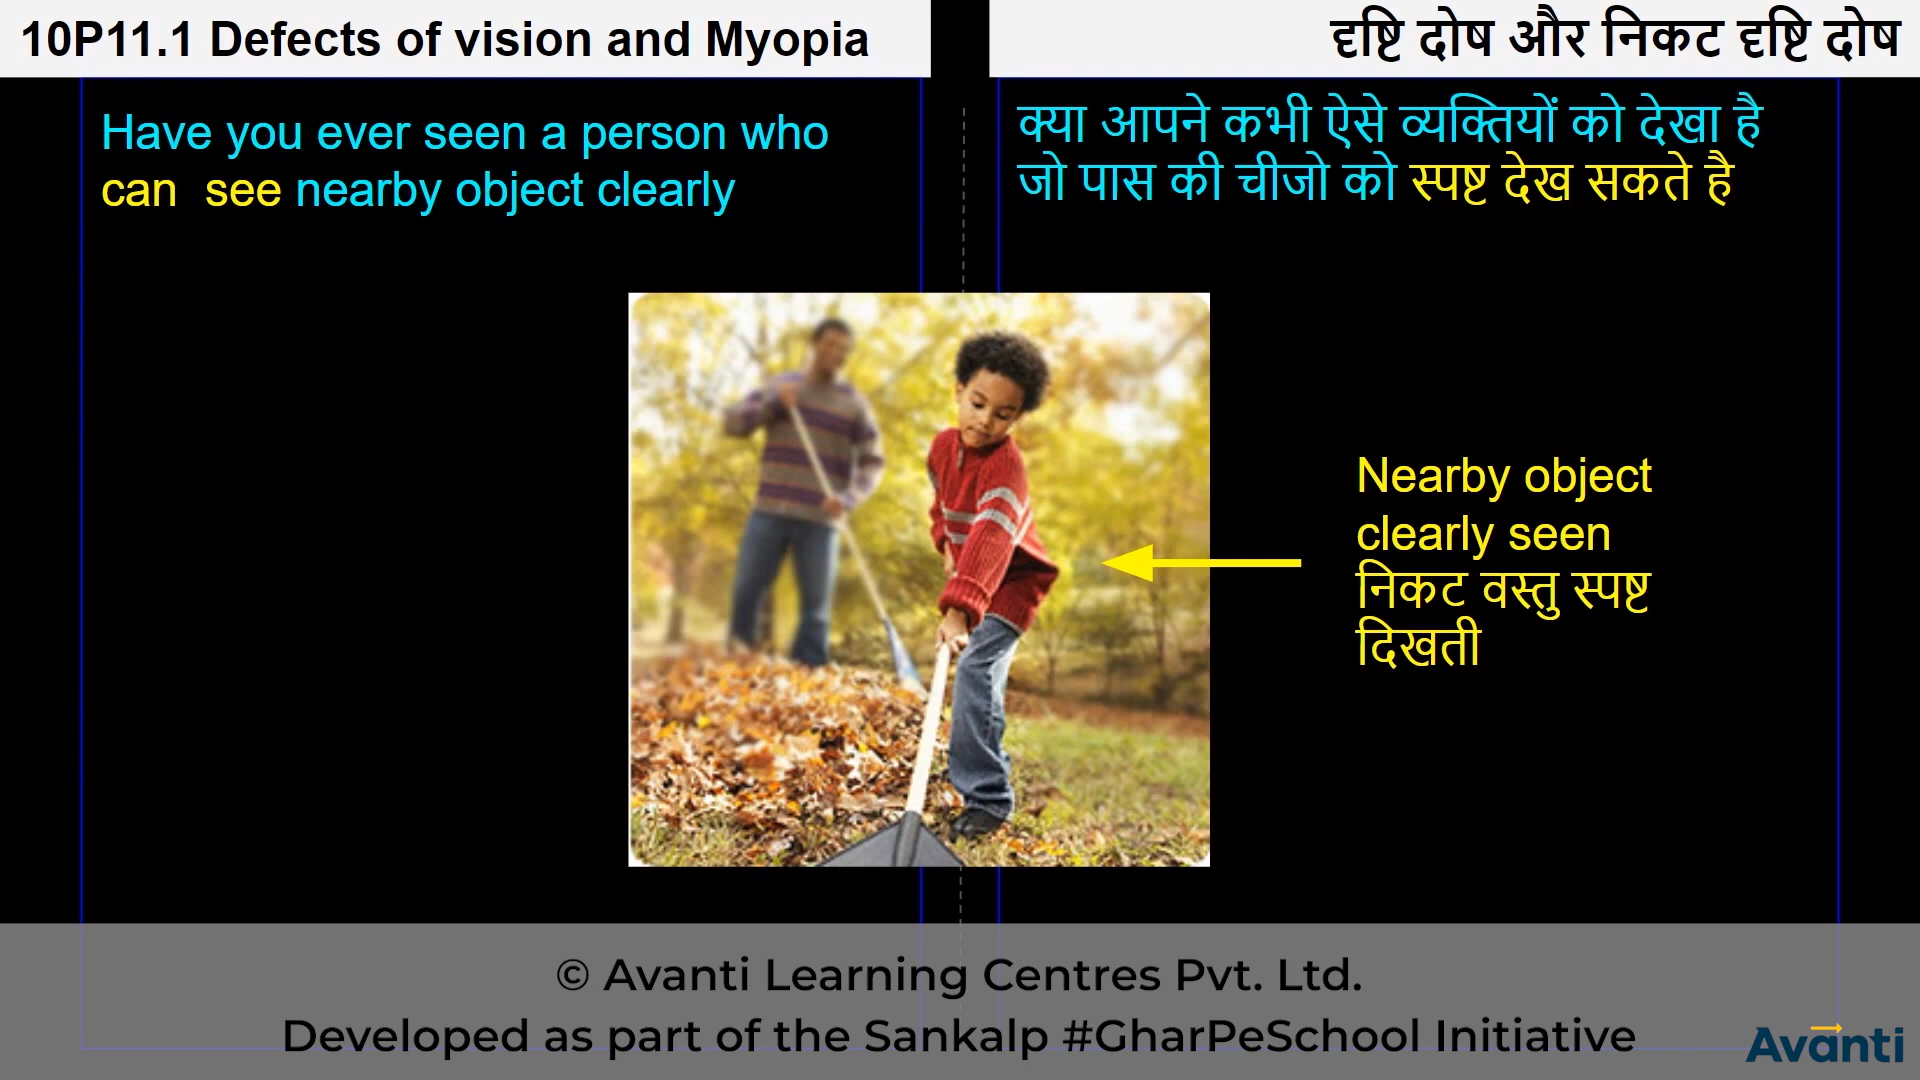 10P11.1 Defects of vision and Myopia
दृष्टि दोष और निकट दृष्टि दोष
Have you ever seen a person who
can see nearby object clearly
क्या आपने कभी ऐसे व्यक्तियों को देखा है
जो पास की चीजो को स्पष्ट देख सकते है
Nearby object
clearly seen
निकट वस्तु स्पष्ट
दिखती
© Avanti Learning Centres Pvt. Ltd.
Developed as part of the Sankalp #GharPeSchool Initiative
Avanti